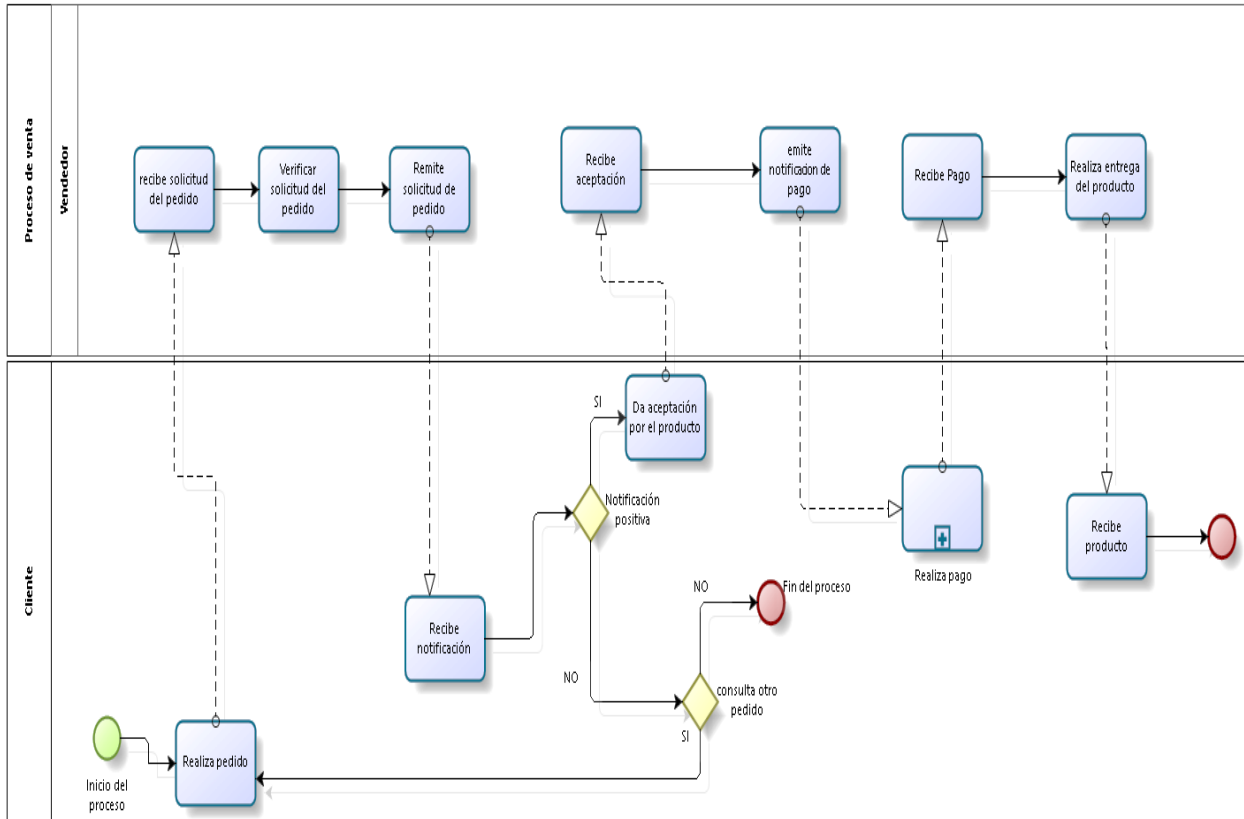 Proceso de venta
Vendedor
recibe solicitud
del pedido
Verificar
solicitud del
pedido
Remite
solicitud de
pedido
Recibe
aceptación
emite
notificacion de
pago
Recibe Pago
Realiza entrega
del producto
Cliente
SI
Da aceptación
por el producto
Notificación
positiva
Recibe
notificación
NO
NO
Fin del proceso
consulta otro
pedido
SI
Realiza pago
Recibe
producto
Realiza pedido
Inicio del
proceso